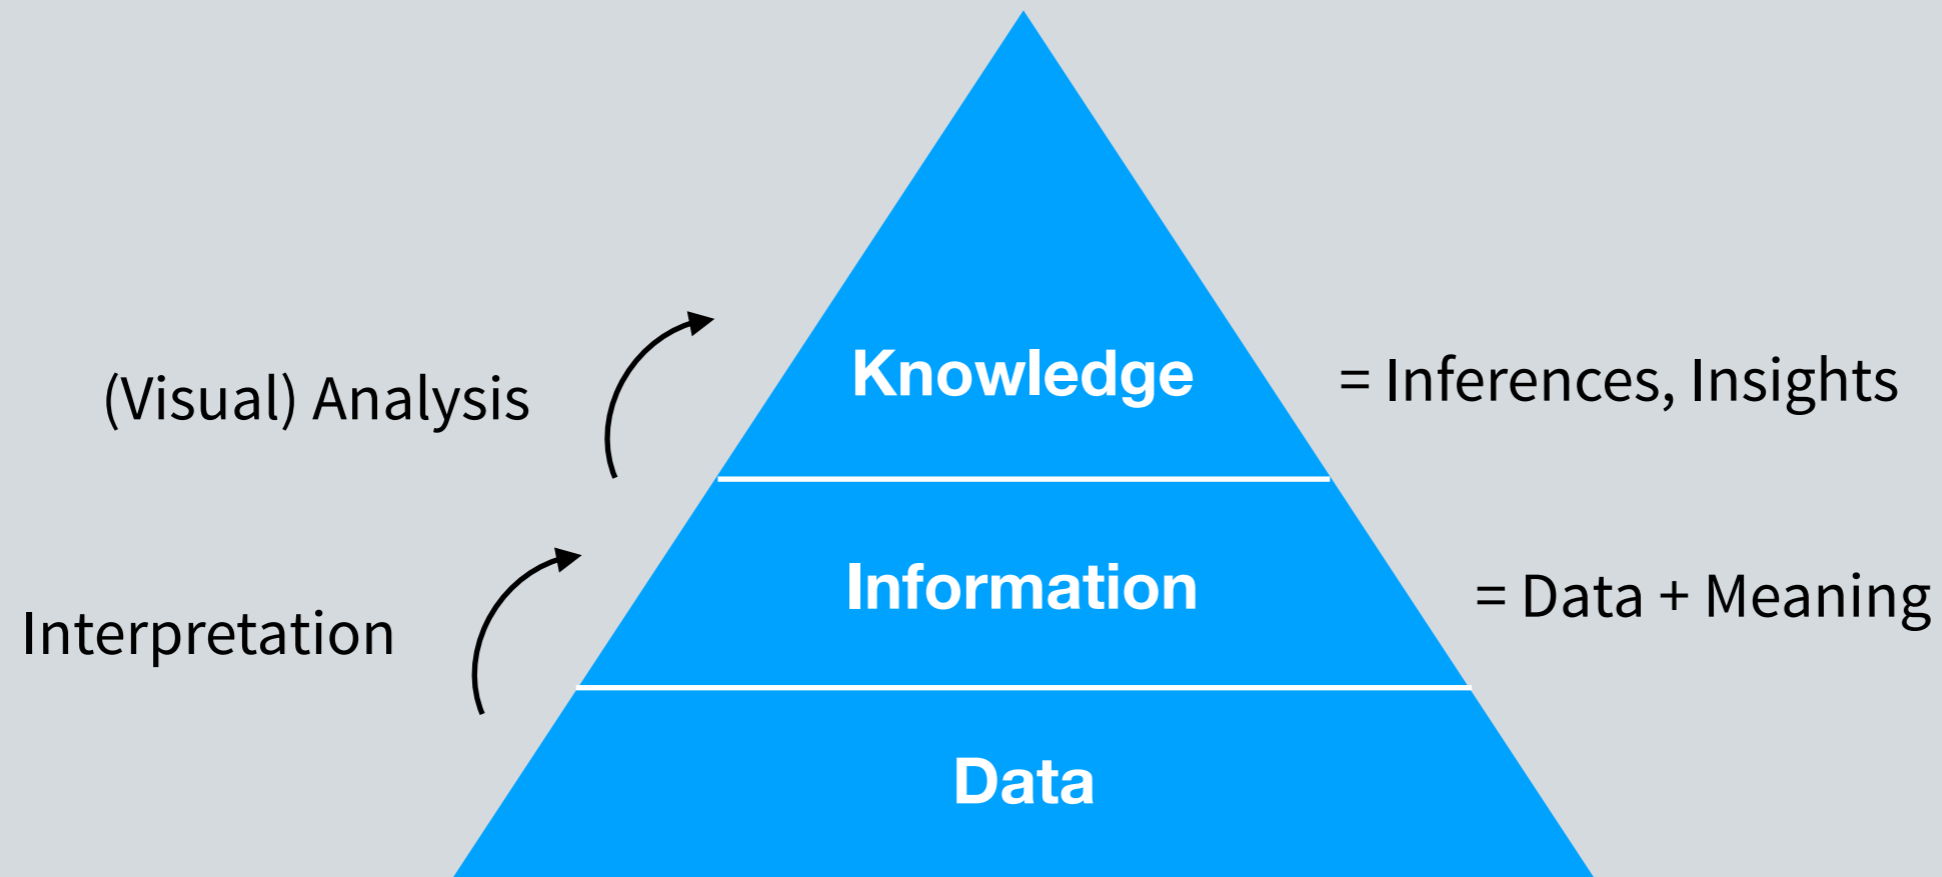 (Visual) Analysis
Knowledge
= Inferences, Insights
Interpretation
Information
= Data + Meaning
Data